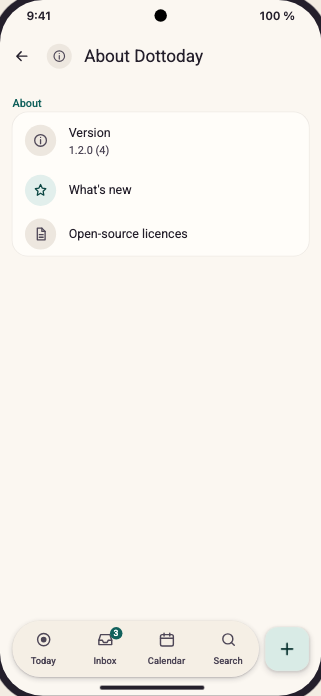 9:41
100 %
About Dottoday
About
Version
1.2.0 (4)
What's new
Open-source licences
3
Today
Inbox
Calendar
Search